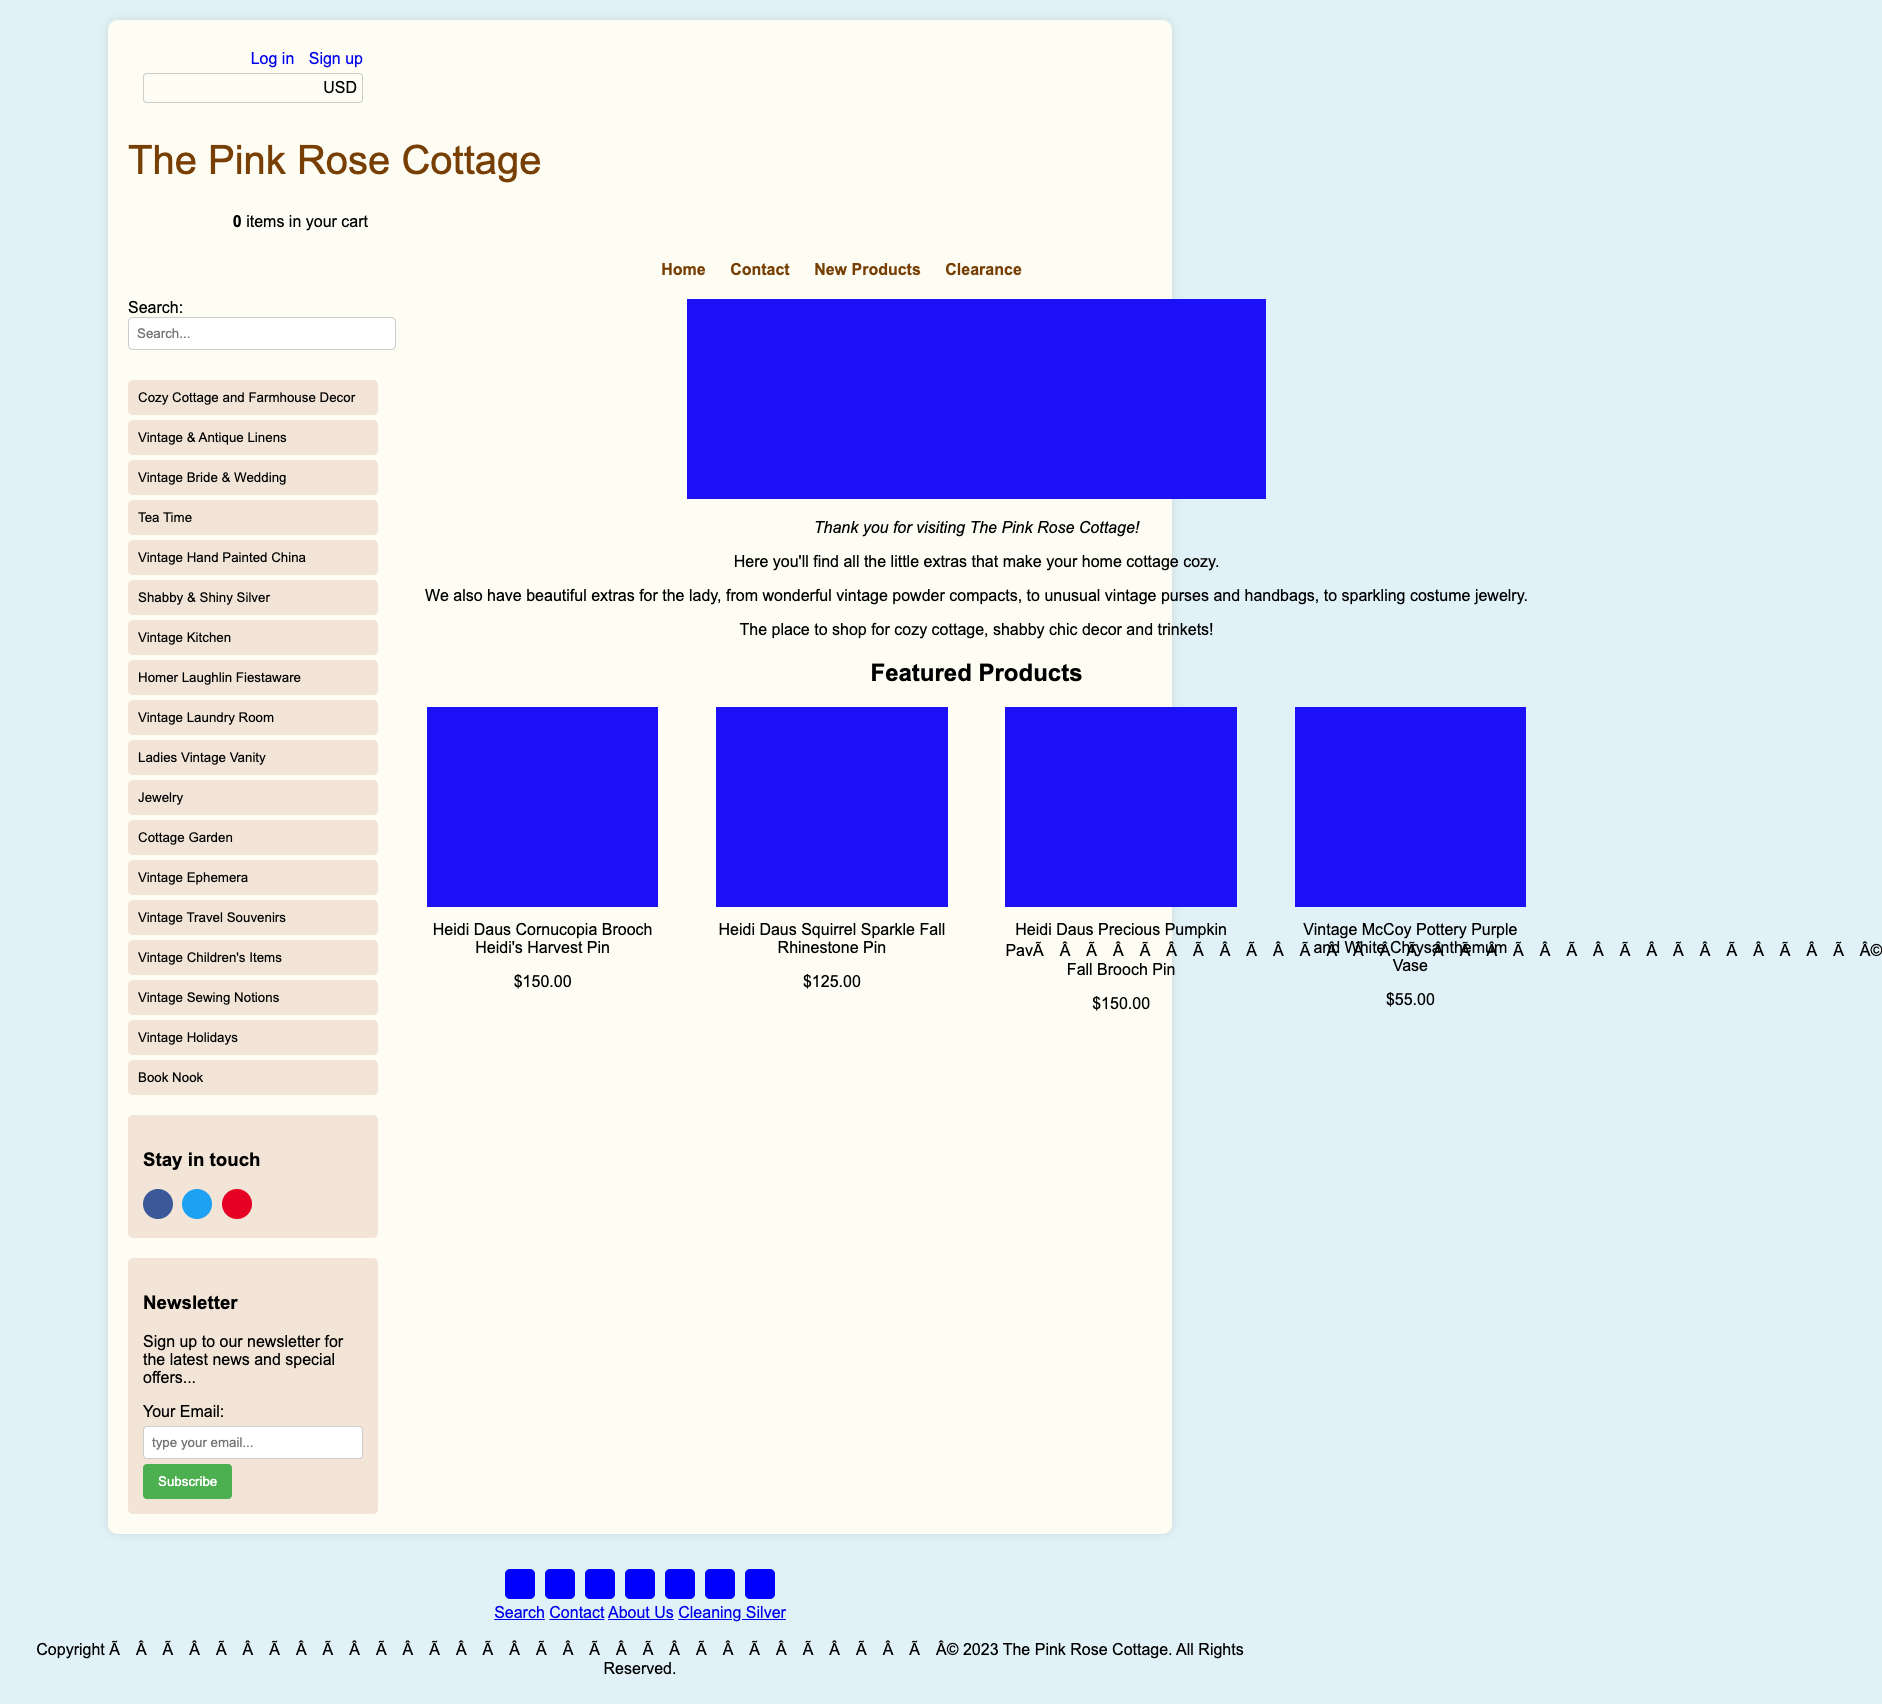 Log in Sign up
USD
The Pink Rose Cottage
0 items in your cart
Home Contact New Products Clearance
Search:
Search...
Cozy Cottage and Farmhouse Decor
Vintage & Antique Linens
Vintage Bride & Wedding
Tea Time
Vintage Hand Painted China
Shabby & Shiny Silver
Vintage Kitchen
Homer Laughlin Fiestaware
Vintage Laundry Room
Ladies Vintage Vanity
Jewelry
Cottage Garden
Vintage Ephemera
Vintage Travel Souvenirs
Vintage Children's Items
Vintage Sewing Notions
Vintage Holidays
Book Nook
Stay in touch
Newsletter
Sign up to our newsletter for
the latest news and special
offers...
Your Email:
type your email...
Subscribe
Thank you for visiting The Pink Rose Cottage!
Here you'll find all the little extras that make your home cottage cozy.
We also have beautiful extras for the lady, from wonderful vintage powder compacts, to unusual vintage purses and handbags, to sparkling costume jewelry.
The place to shop for cozy cottage, shabby chic decor and trinkets!
Featured Products
Heidi Daus Cornucopia Brooch
Heidi's Harvest Pin
$150.00
Heidi Daus Squirrel Sparkle Fall
Rhinestone Pin
$125.00
Heidi Daus Precious Pumpkin
PavÃ Â Ã Â Ã Â Ã Â Ã Â Ã Â Ã Â Ã Â Ã Â Ã Â Ã Â Ã Â Ã Â Ã Â Ã Â Ã Â©
Fall Brooch Pin
$150.00
Vintage McCoy Pottery Purple
and White Chrysanthemum
Vase
$55.00
Search Contact About Us Cleaning Silver
Copyright Ã Â Ã Â Ã Â Ã Â Ã Â Ã Â Ã Â Ã Â Ã Â Ã Â Ã Â Ã Â Ã Â Ã Â Ã Â Ã Â© 2023 The Pink Rose Cottage. All Rights
Reserved.